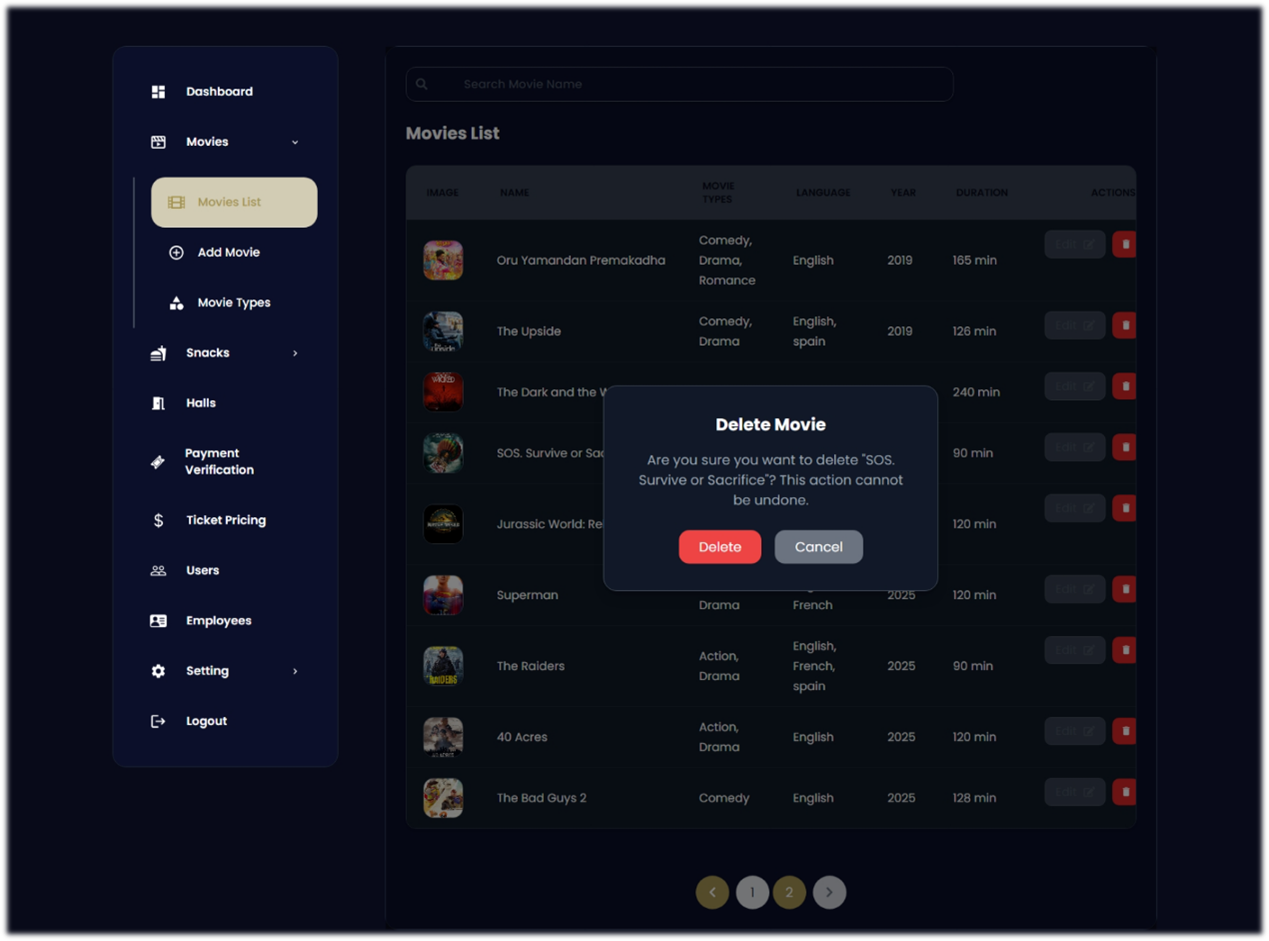 Dashboard
Movies
Movies List
Add Movie
Movie Types
Snacks
Halls
Payment
Verification
Ticket Pricing
Users
Employees
Setting
Logout
Search Movie Name
Movies List
IMAGE NAME MOVIE TYPES LANGUAGE YEAR DURATION ACTIONS
Comedy,
Oru Yamandan Premakadha Drama, English 2019 165 min Edit
Romance
The Upside Comedy, English, 2019 126 min Edit
Drama spain
The Dark and the 240 min Edit
SOS. Survive or 90 min Edit
Jurassic World: 120 min Edit
Delete Movie
Are you sure you want to delete "SOS.
Survive or Sacrifice"? This action cannot
be undone.
Delete Cancel
Superman 2025 120 min Edit
Drama French
English,
The Raiders Action, French, 2025 90 min Edit
Drama spain
RAIDERS
40 Acres Action, English 2025 120 min Edit
Drama
The Bad Guys 2 Comedy English 2025 128 min Edit
1 2